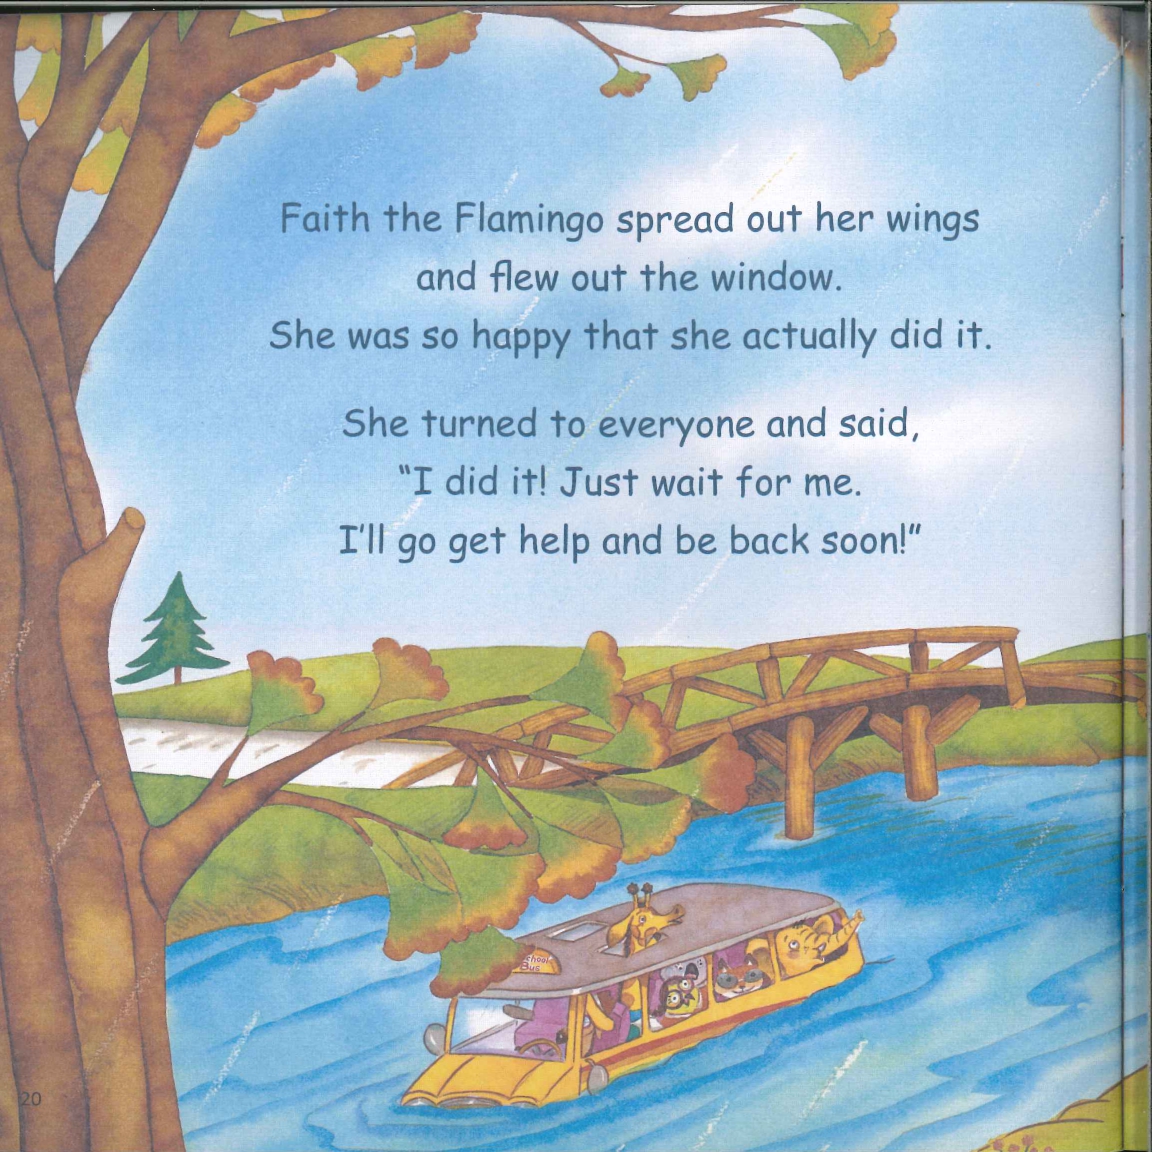 Faith the Flamingo spread out her wings
and flew out the window.
She was so happy that she actually did it.
She turned to everyone and said,
“I did it! Just wait for me.
I’ll go get help and be back soon!”
School
Bus
20